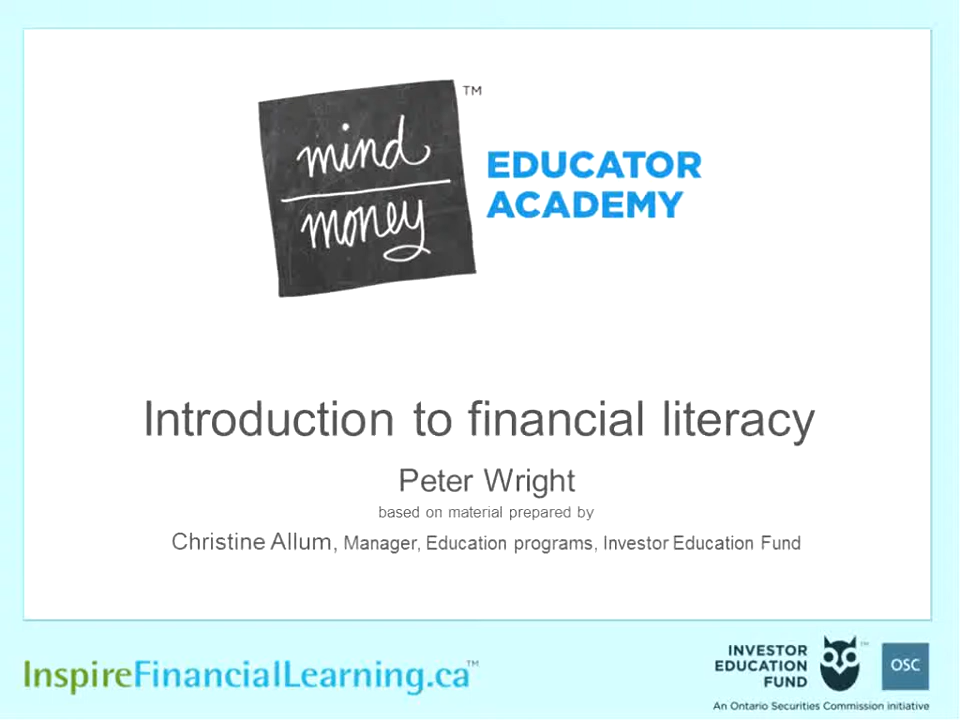 mind
money
™
EDUCATOR
ACADEMY
Introduction to financial literacy
Peter Wright
based on material prepared by
Christine Allum, Manager, Education programs, Investor Education Fund
InspireFinancialLearning.ca™
INVESTOR
EDUCATION
FUND
™
OSC
An Ontario Securities Commission initiative